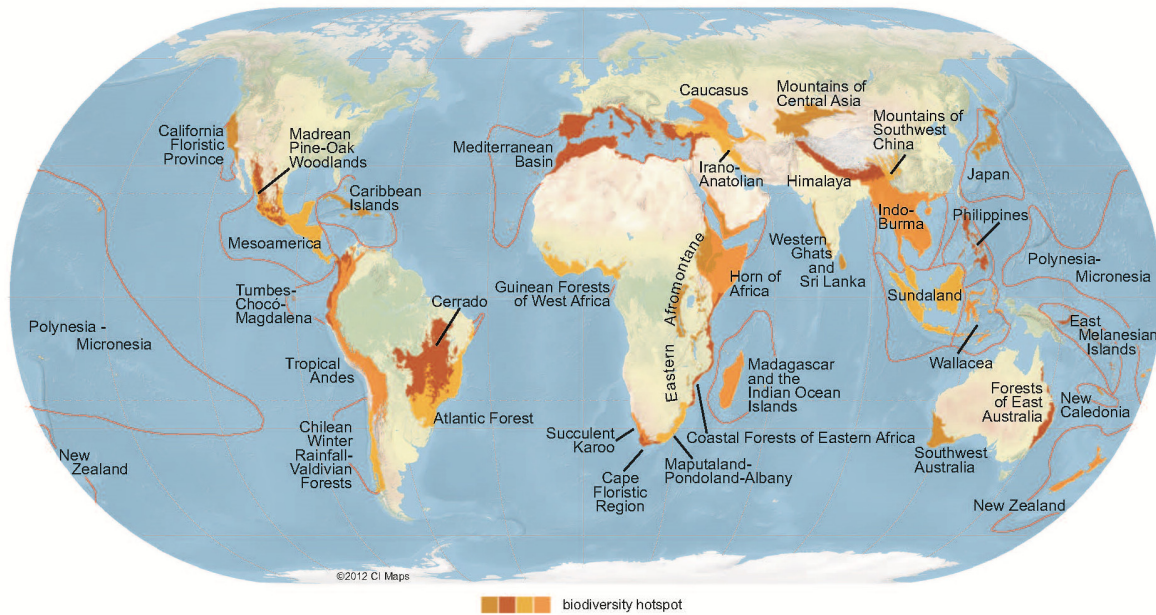 California
Floristic
Province
Madrean
Pine-Oak
Woodlands
Caribbean
Islands
Mesoamerica
Tumbes-
Chocó-
Magdalena
Polynesia -
Micronesia
Cerrado
Tropical
Andes
Atlantic Forest
Chilean
Winter
Rainfall-
Valdivian
Forests
New
Zealand
Mediterranean
Basin
Caucasus
Irano-
Anatolian
Mountains of
Central Asia
Mountains of
Southwest
China
Himalaya
Japan
Indo-
Burma
Philippines
Western
Ghats
and
Sri Lanka
Polynesia-
Micronesia
Guinean Forests
of West Africa
Eastern Afromontane
Horn of
Africa
Sundaland
Wallacea
East
Melanesian
Islands
Madagascar
and the
Indian Ocean
Islands
Coastal Forests of Eastern Africa
Succulent
Karoo
Cape
Floristic
Region
Maputaland-
Pondoland-Albany
Forests
of East
Australia
New
Caledonia
Southwest
Australia
New Zealand
©2012 CI Maps
biodiversity hotspot